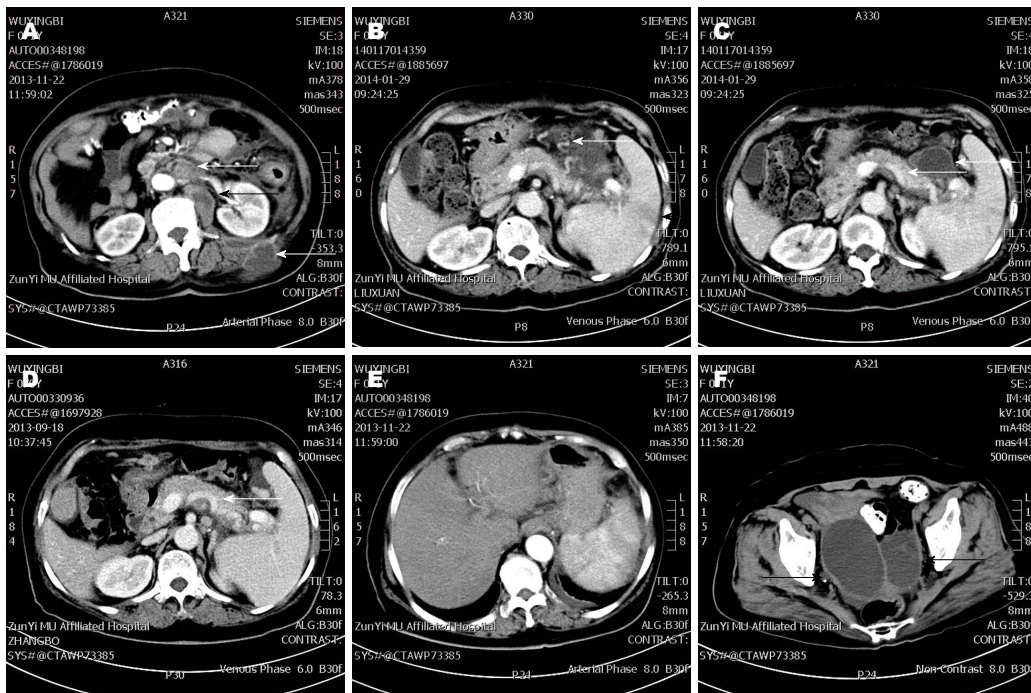 A
A321
WUXINGBI
F
AUTO00348198
ACCES#@1786019
2013-11-22
11:59:02
SIEMENS
SE:3
IM:18
kV:100
mA378
mas343
500msec
R
1
5
7
L
1
8
8
TILT:0
-353.3
8mm
ALG:B30f
CONTRAST:
ZunYi MU Affiliated Hospital
SYS#@CTAWP73385
P24
Arterial Phase 8.0 B30f
B
A330
WUXINGBI
140117014359
ACCES#@1885697
2014-01-29
09:24:25
SIEMENS
SE:4
IM:17
kV:100
mA356
mas323
500msec
R
1
6
0
L
1
8
8
TILT:0
-789.1
6mm
ALG:B30f
CONTRAST:
ZunYi MU Affiliated Hospital
LIUXUAN
SYS#@CTAWP73385
P8
Venous Phase 6.0 B30f
C
A330
WUXINGBI
140117014359
ACCES#@1885697
2014-01-29
09:24:25
SIEMENS
IM:18
kV:100
mA358
500msec
R
1
6
0
L
1
8
8
TILT:0
6mm
CONTRAST:
ZunYi MU Affiliated Hospital
LIUXUAN
SYS#@CTAWP73385
P8
Venous Phase 6.0
D
A316
WUXINGBI
AUTO00330936
ACCES#@1697928
2013-09-18
10:37:45
SIEMENS
SE:4
IM:17
kV:100
mA346
mas314
500msec
R
1
8
4
L
1
6
2
TILT:0
78.3
6mm
ALG:B30f
CONTRAST:
ZunYi MU Affiliated Hospital
ZHANGBO
SYS#@CTAWP73385
P30
Venous Phase 6.0 B30f
E
A321
WUXINGBI
AUTO00348198
ACCES#@1786019
2013-11-22
11:59:00
SIEMENS
SE:3
IM:7
kV:100
mA385
mas350
500msec
R
1
5
7
L
1
8
8
TILT:0
-265.3
8mm
ALG:B30f
CONTRAST:
ZunYi MU Affiliated Hospital
SYS#@CTAWP73385
P24
Arterial Phase 8.0 B30f
F
A321
WUXINGBI
AUTO00348198
ACCES#@1786019
2013-11-22
11:58:20
SIEMENS
kV:100
500msec
R
1
5
7
L
1
8
8
TILT:0
8mm
CONTRAST:
ZunYi MU Affiliated Hospital
SYS#@CTAWP73385
P24
Non Contrast 8.0